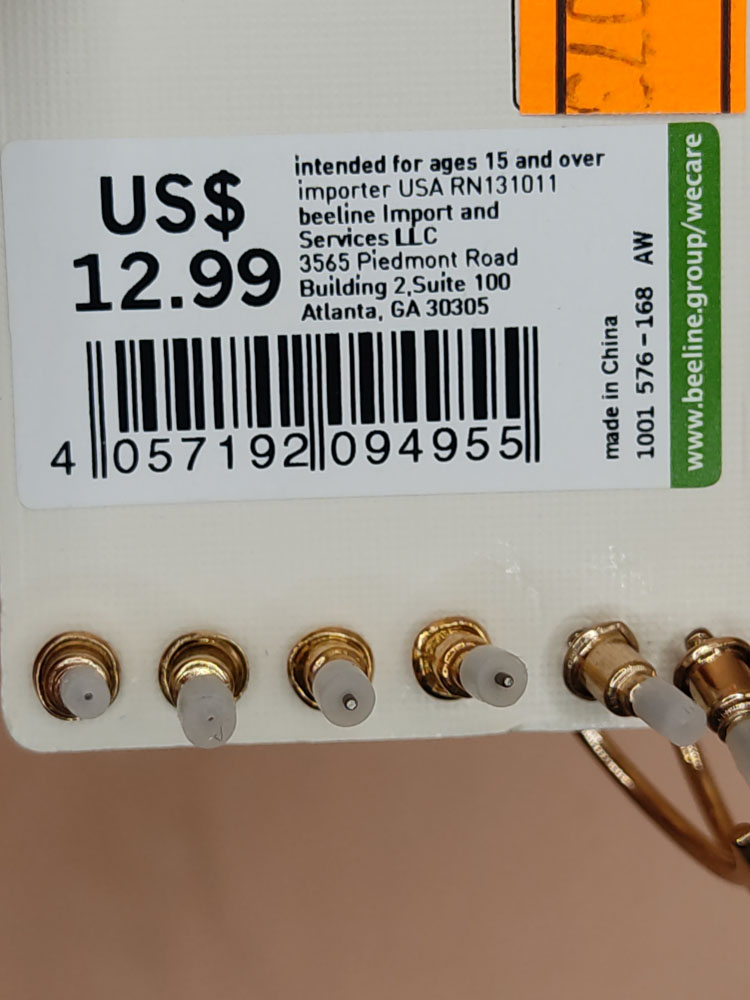 US$
12.99
intended for ages 15 and over
importer USA RN131011
beeline Import and
Services LLC
3565 Piedmont Road
Building 2,Suite 100
Atlanta, GA 30305
4 057192 094955
made in China
1001 576-168 AW
www.beeline.group/wecare